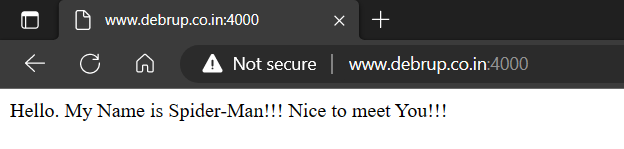 www.debrup.co.in:4000
Not secure | www.debrup.co.in:4000
Hello. My Name is Spider-Man!!! Nice to meet You!!!